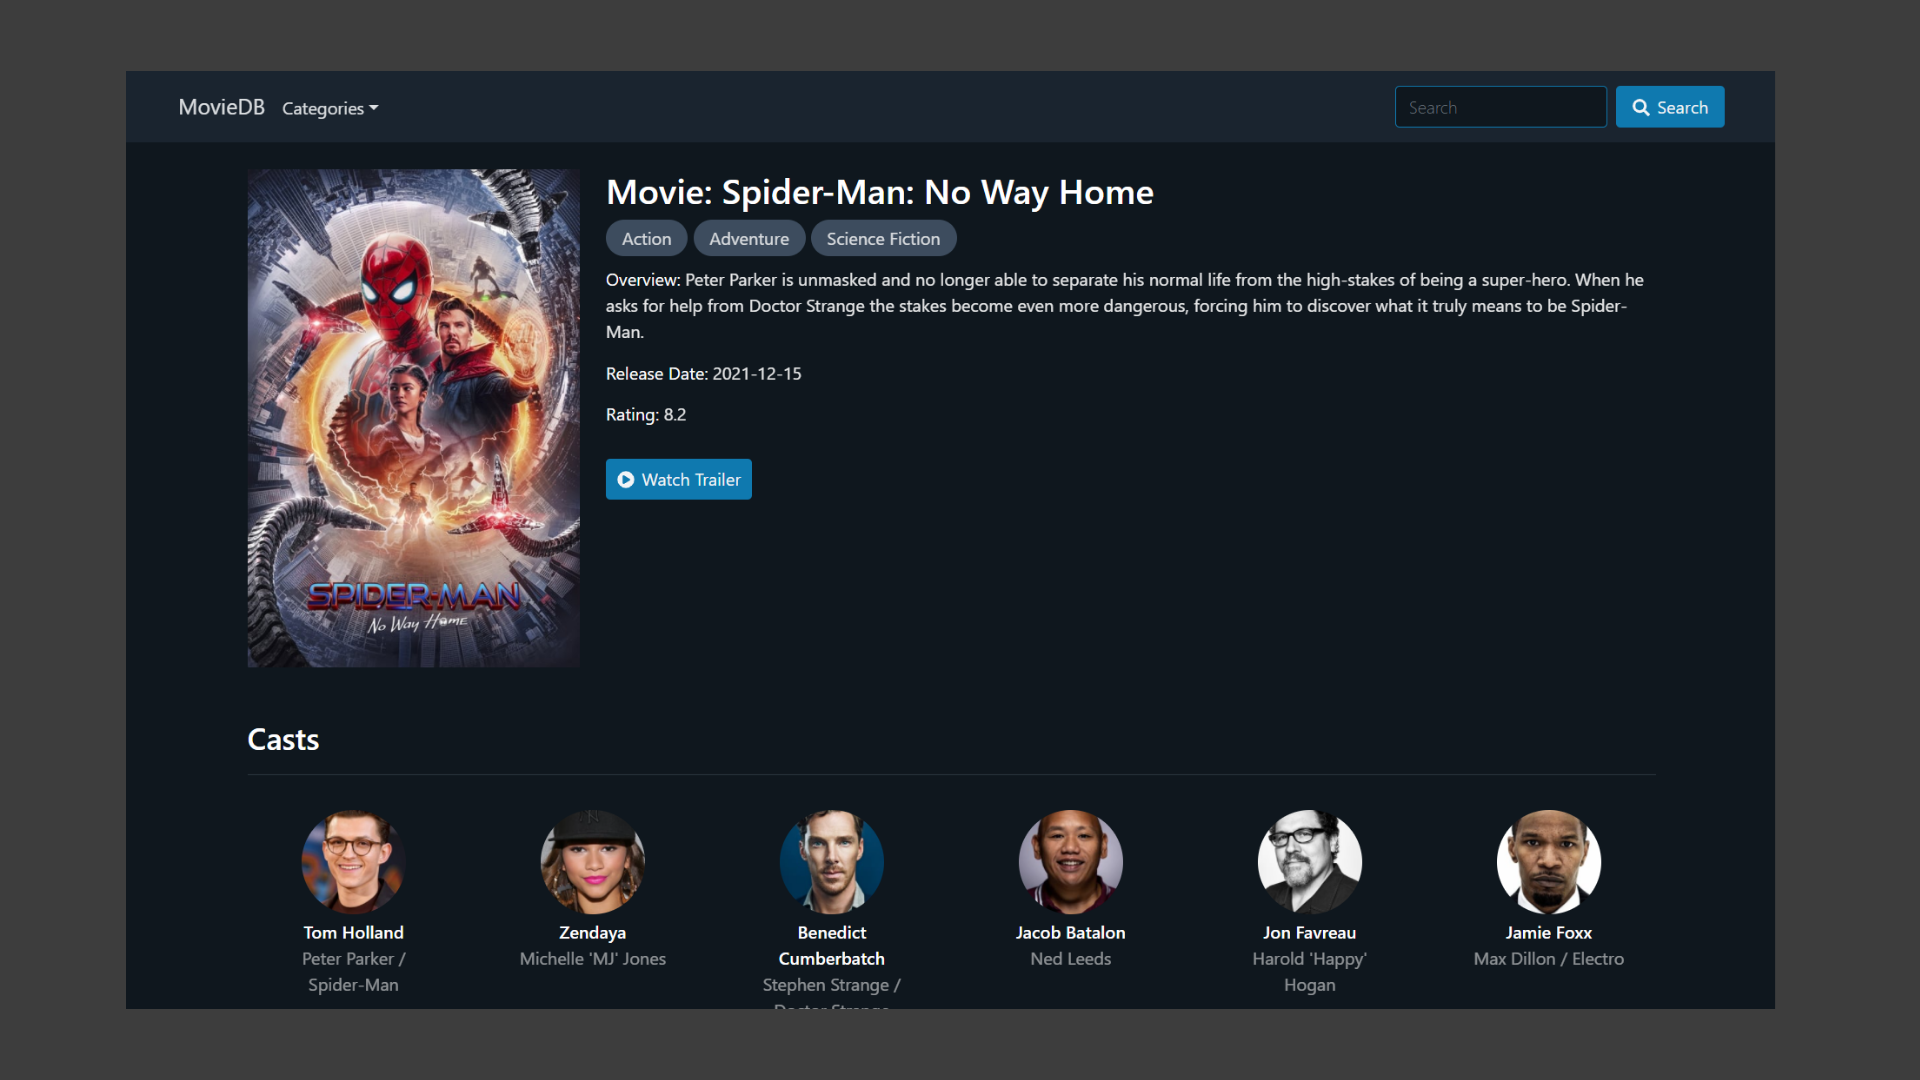 MovieDB Categories Search Search
Movie: Spider-Man: No Way Home
Action Adventure Science Fiction
Overview: Peter Parker is unmasked and no longer able to separate his normal life from the high-stakes of being a super-hero. When he
asks for help from Doctor Strange the stakes become even more dangerous, forcing him to discover what it truly means to be Spider-
Man.
Release Date: 2021-12-15
Rating: 8.2
Watch Trailer
SPIDER-MAN
No Way Home
Casts
Tom Holland
Peter Parker /
Spider-Man
Zendaya
Michelle 'MJ' Jones
Benedict
Cumberbatch
Stephen Strange /
Doctor Strange
Jacob Batalon
Ned Leeds
Jon Favreau
Harold 'Happy'
Hogan
Jamie Foxx
Max Dillon / Electro